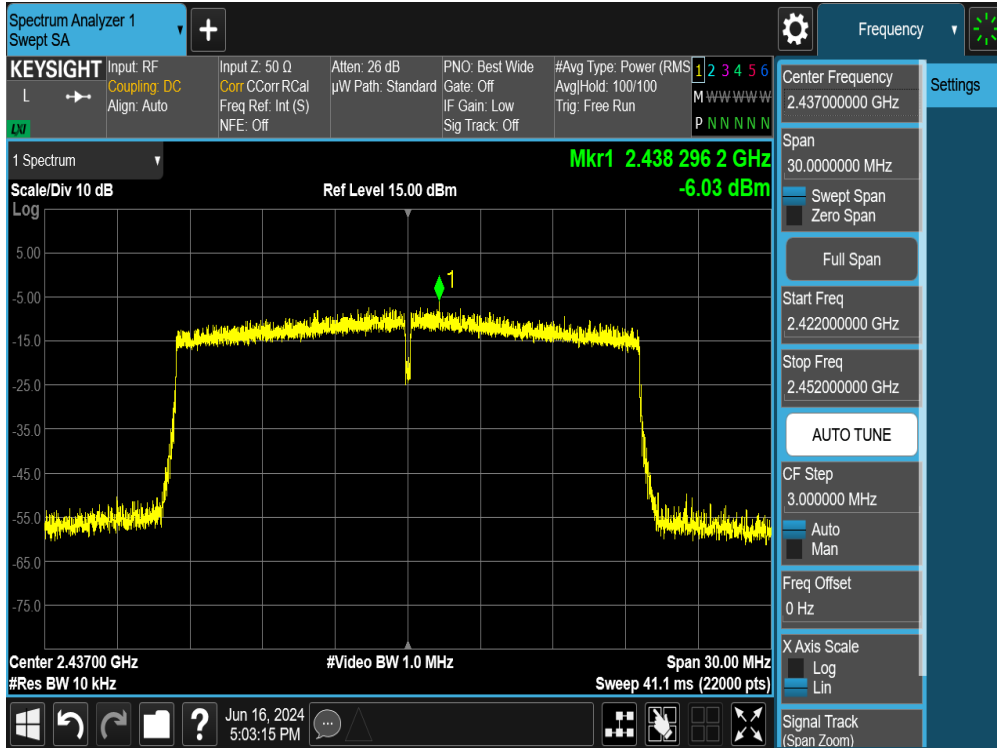 Spectrum Analyzer 1
Swept SA
+
Frequency
KEYSIGHT
L
LXI
Input: RF
Coupling: DC
Align: Auto
Input Z: 50 Ω
Corr CCorr RCal
Freq Ref: Int (S)
NFE: Off
Atten: 26 dB
µW Path: Standard
PNO: Best Wide
Gate: Off
IF Gain: Low
Sig Track: Off
#Avg Type: Power (RMS
Avg|Hold: 100/100
Trig: Free Run
1 2 3 4 5 6
M W W W W W
P N N N N N
1 Spectrum
Mkr1 2.438 296 2 GHz
Scale/Div 10 dB
Ref Level 15.00 dBm
-6.03 dBm
Log
5.00
-5.00
-15.0
-25.0
-35.0
-45.0
-55.0
-65.0
-75.0
1
Center 2.43700 GHz
#Video BW 1.0 MHz
Span 30.00 MHz
#Res BW 10 kHz
Sweep 41.1 ms (22000 pts)
Center Frequency
2.437000000 GHz
Span
30.0000000 MHz
Swept Span
Zero Span
Full Span
Start Freq
2.422000000 GHz
Stop Freq
2.452000000 GHz
AUTO TUNE
CF Step
3.000000 MHz
Auto
Man
Freq Offset
0 Hz
X Axis Scale
Log
Lin
Signal Track
(Span Zoom)
Settings
?
Jun 16, 2024
5:03:15 PM